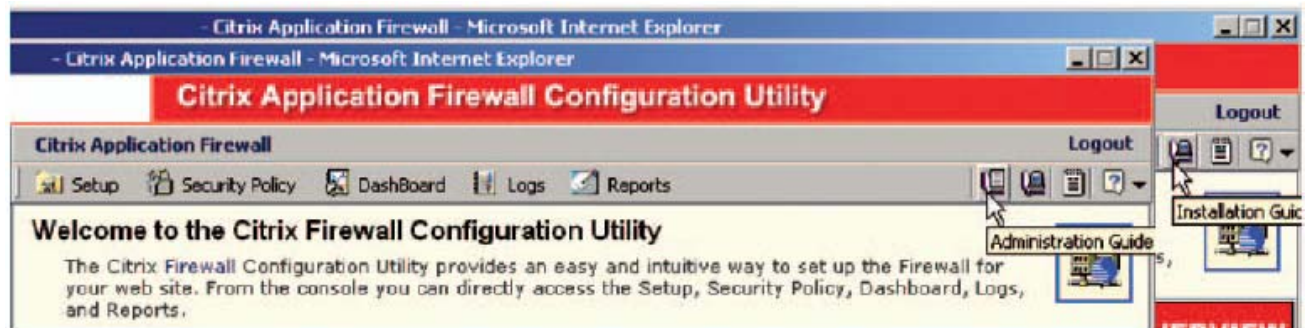 - Citrix Application Firewall - Microsoft Internet Explorer
- Citrix Application Firewall - Microsoft Internet Explorer
Citrix Application Firewall Configuration Utility
Logout
Citrix Application Firewall Logout
Setup Security Policy DashBoard Logs Reports
Installation Guid
Welcome to the Citrix Firewall Configuration Utility
Administration Guide
The Citrix Firewall Configuration Utility provides an easy and intuitive way to set up the Firewall for
your web site. From the console you can directly access the Setup, Security Policy, Dashboard, Logs,
and Reports.
s,